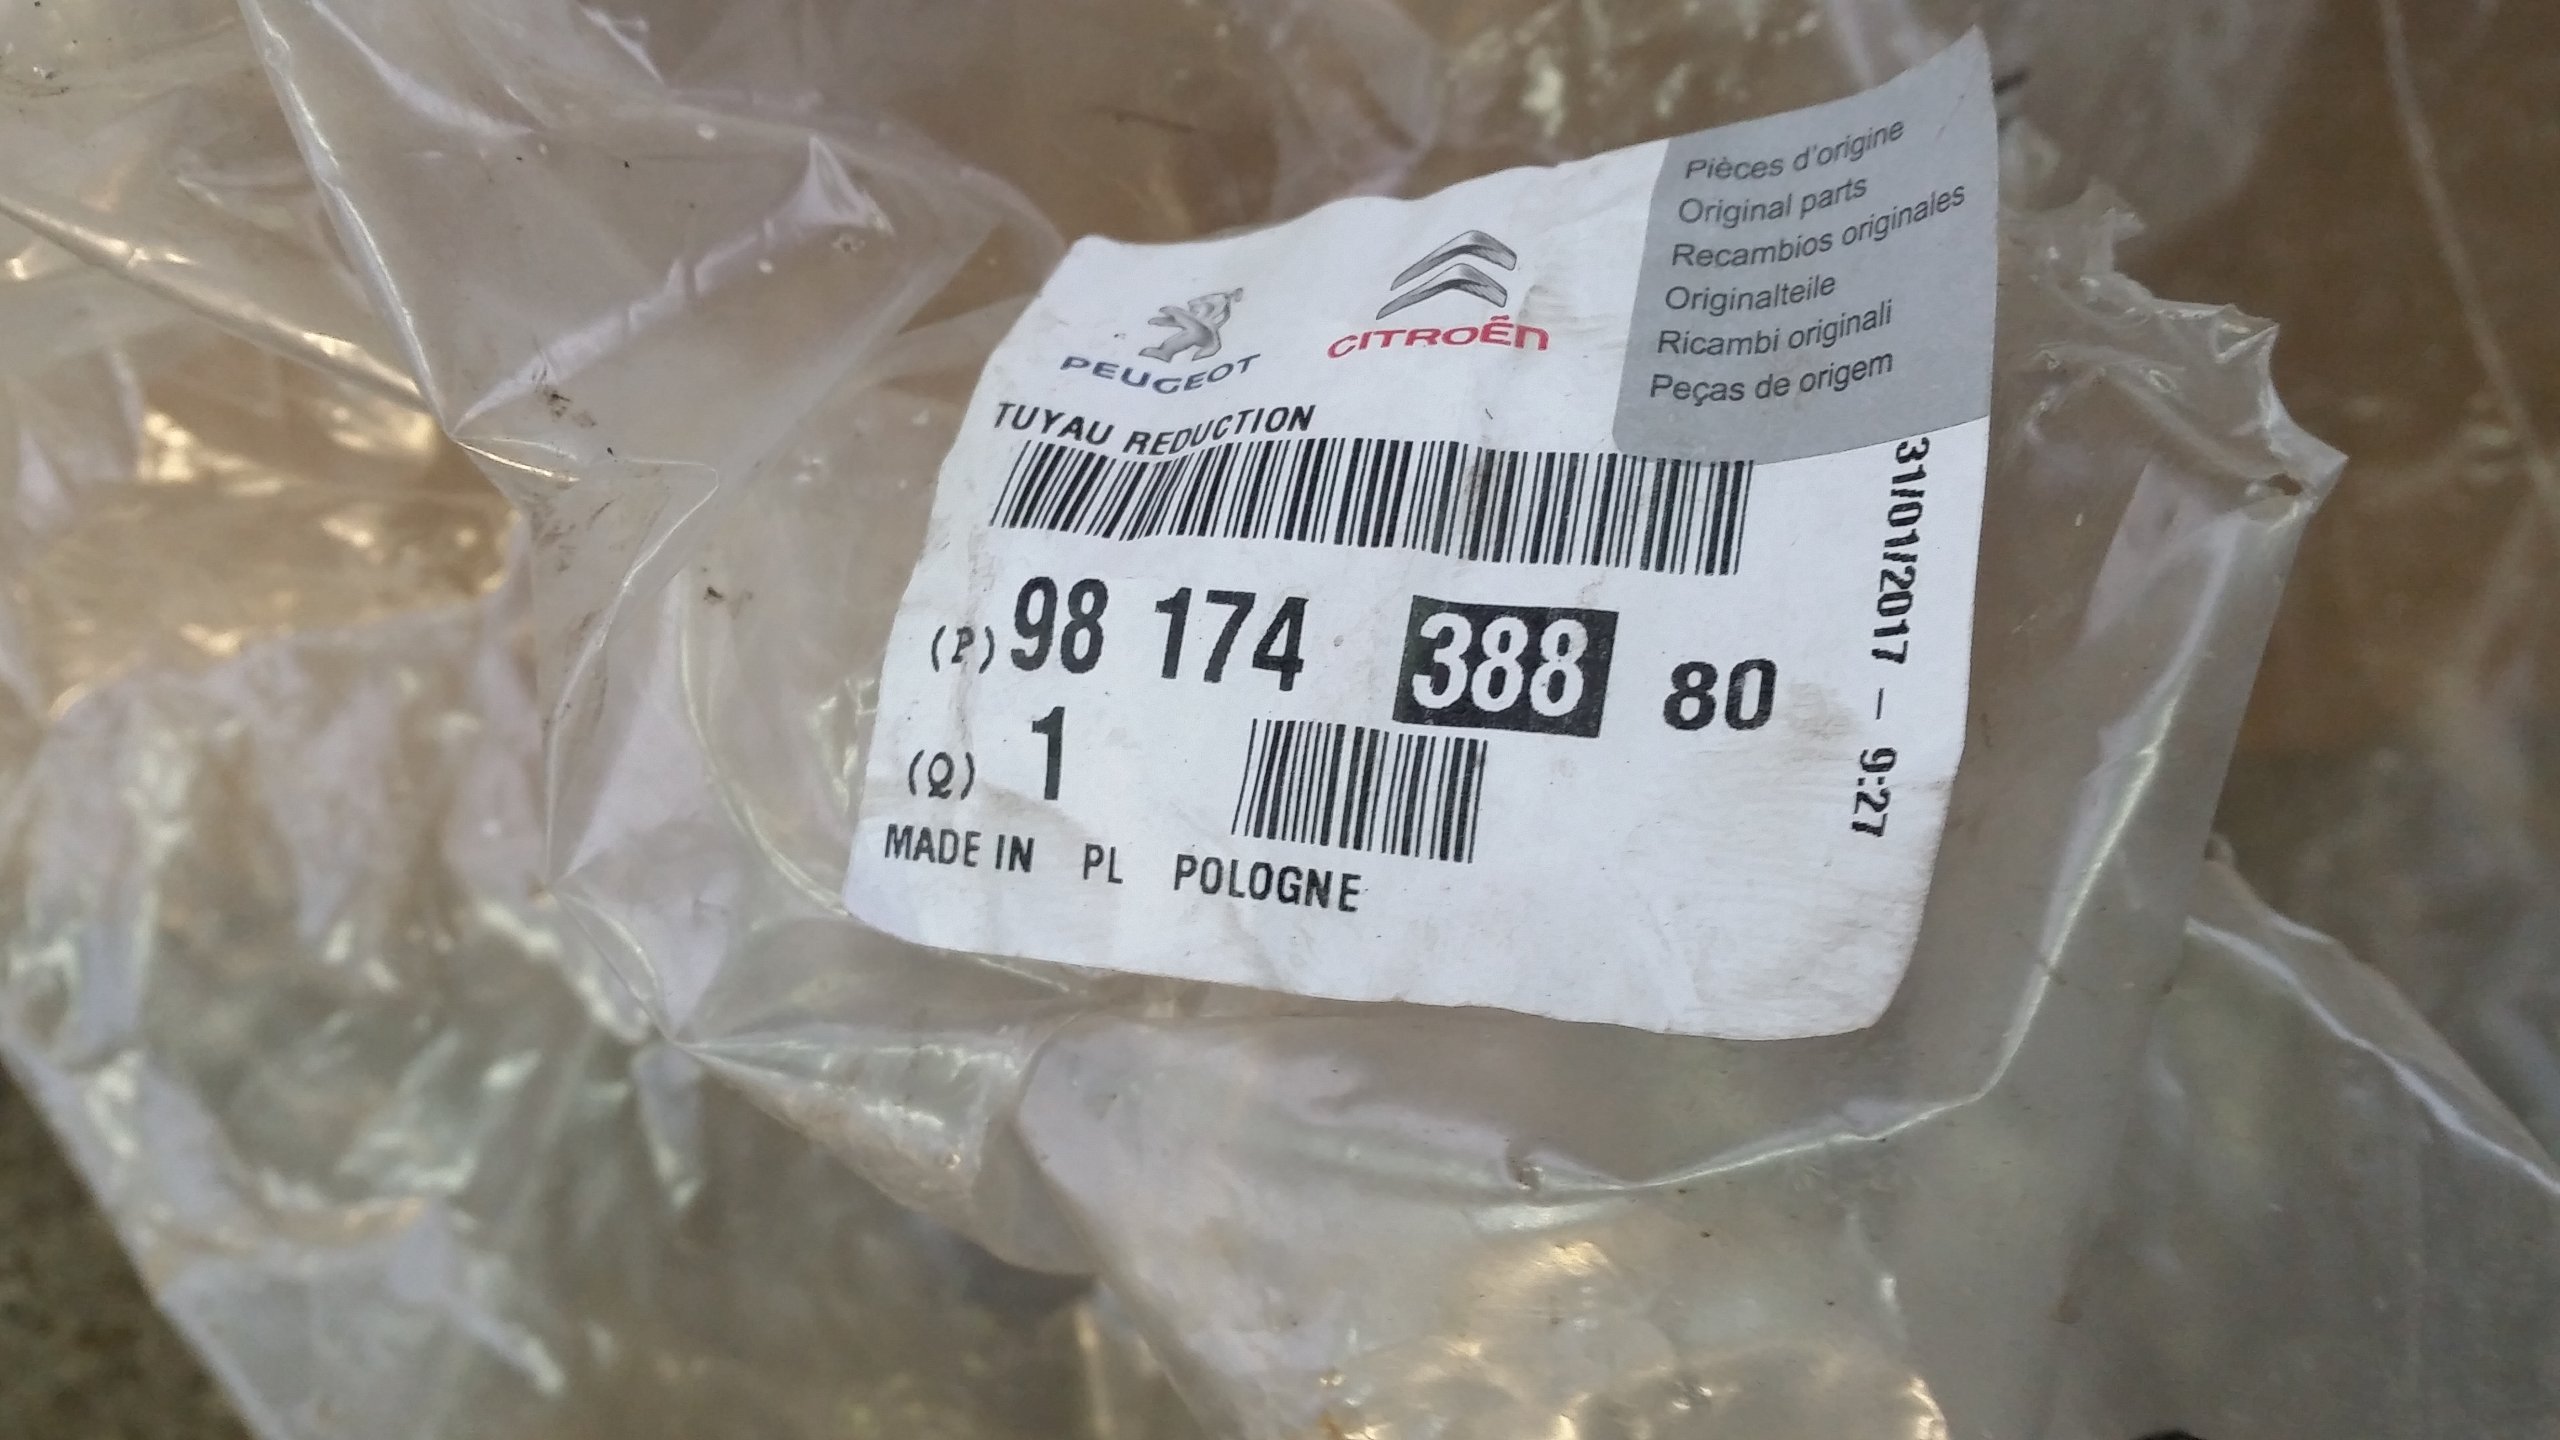 PEUGEOT
CITROËN
Pièces d'origine
Original parts
Recambios originales
Originalteile
Ricambi originali
Peças de origem
TUYAU REDUCTION
(P) 98 174 388 80
(Q) 1
MADE IN PL POLOGNE
31/01/2017 - 9:27